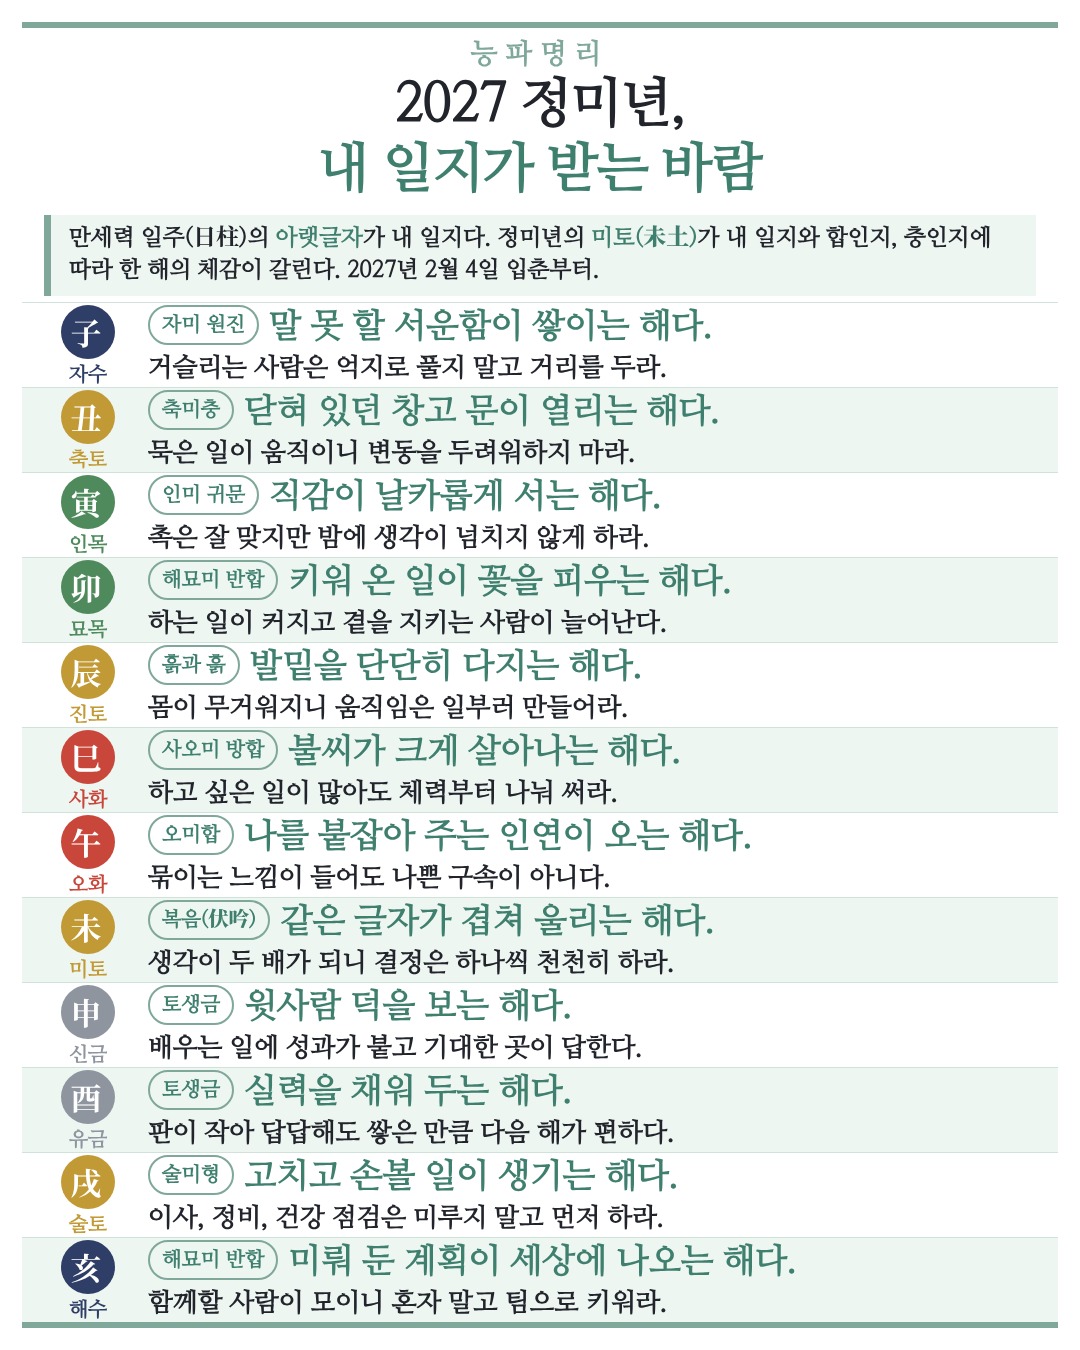 능파명리
2027 정미년,
내 일지가 받는 바람
만세력 일주(日柱)의 아랫글자가 내 일지다. 정미년의 미토(未土)가 내 일지와 합인지, 충인지에
따라 한 해의 체감이 갈린다. 2027년 2월 4일 입춘부터.
子 자미 원진 말 못 할 서운함이 쌓이는 해다.
자수 거슬리는 사람은 억지로 풀지 말고 거리를 두라.
丑 축미충 닫혀 있던 창고 문이 열리는 해다.
축토 묵은 일이 움직이니 변동을 두려워하지 마라.
寅 인미 귀문 직감이 날카롭게 서는 해다.
인목 촉은 잘 맞지만 밤에 생각이 넘치지 않게 하라.
卯 해묘미 반합 키워 온 일이 꽃을 피우는 해다.
묘목 하는 일이 커지고 곁을 지키는 사람이 늘어난다.
辰 흙과 흙 발밑을 단단히 다지는 해다.
진토 몸이 무거워지니 움직임은 일부러 만들어라.
巳 사오미 방합 불씨가 크게 살아나는 해다.
사화 하고 싶은 일이 많아도 체력부터 나눠 써라.
午 오미합 나를 붙잡아 주는 인연이 오는 해다.
오화 묶이는 느낌이 들어도 나쁜 구속이 아니다.
未 복음(伏吟) 같은 글자가 겹쳐 울리는 해다.
미토 생각이 두 배가 되니 결정은 하나씩 천천히 하라.
申 토생금 윗사람 덕을 보는 해다.
신금 배우는 일에 성과가 붙고 기대한 곳이 답한다.
酉 토생금 실력을 채워 두는 해다.
유금 판이 작아 답답해도 쌓은 만큼 다음 해가 편하다.
戌 술미형 고치고 손볼 일이 생기는 해다.
술토 이사, 정비, 건강 점검은 미루지 말고 먼저 하라.
亥 해묘미 반합 미뤄 둔 계획이 세상에 나오는 해다.
해수 함께할 사람이 모이니 혼자 말고 팀으로 키워라.